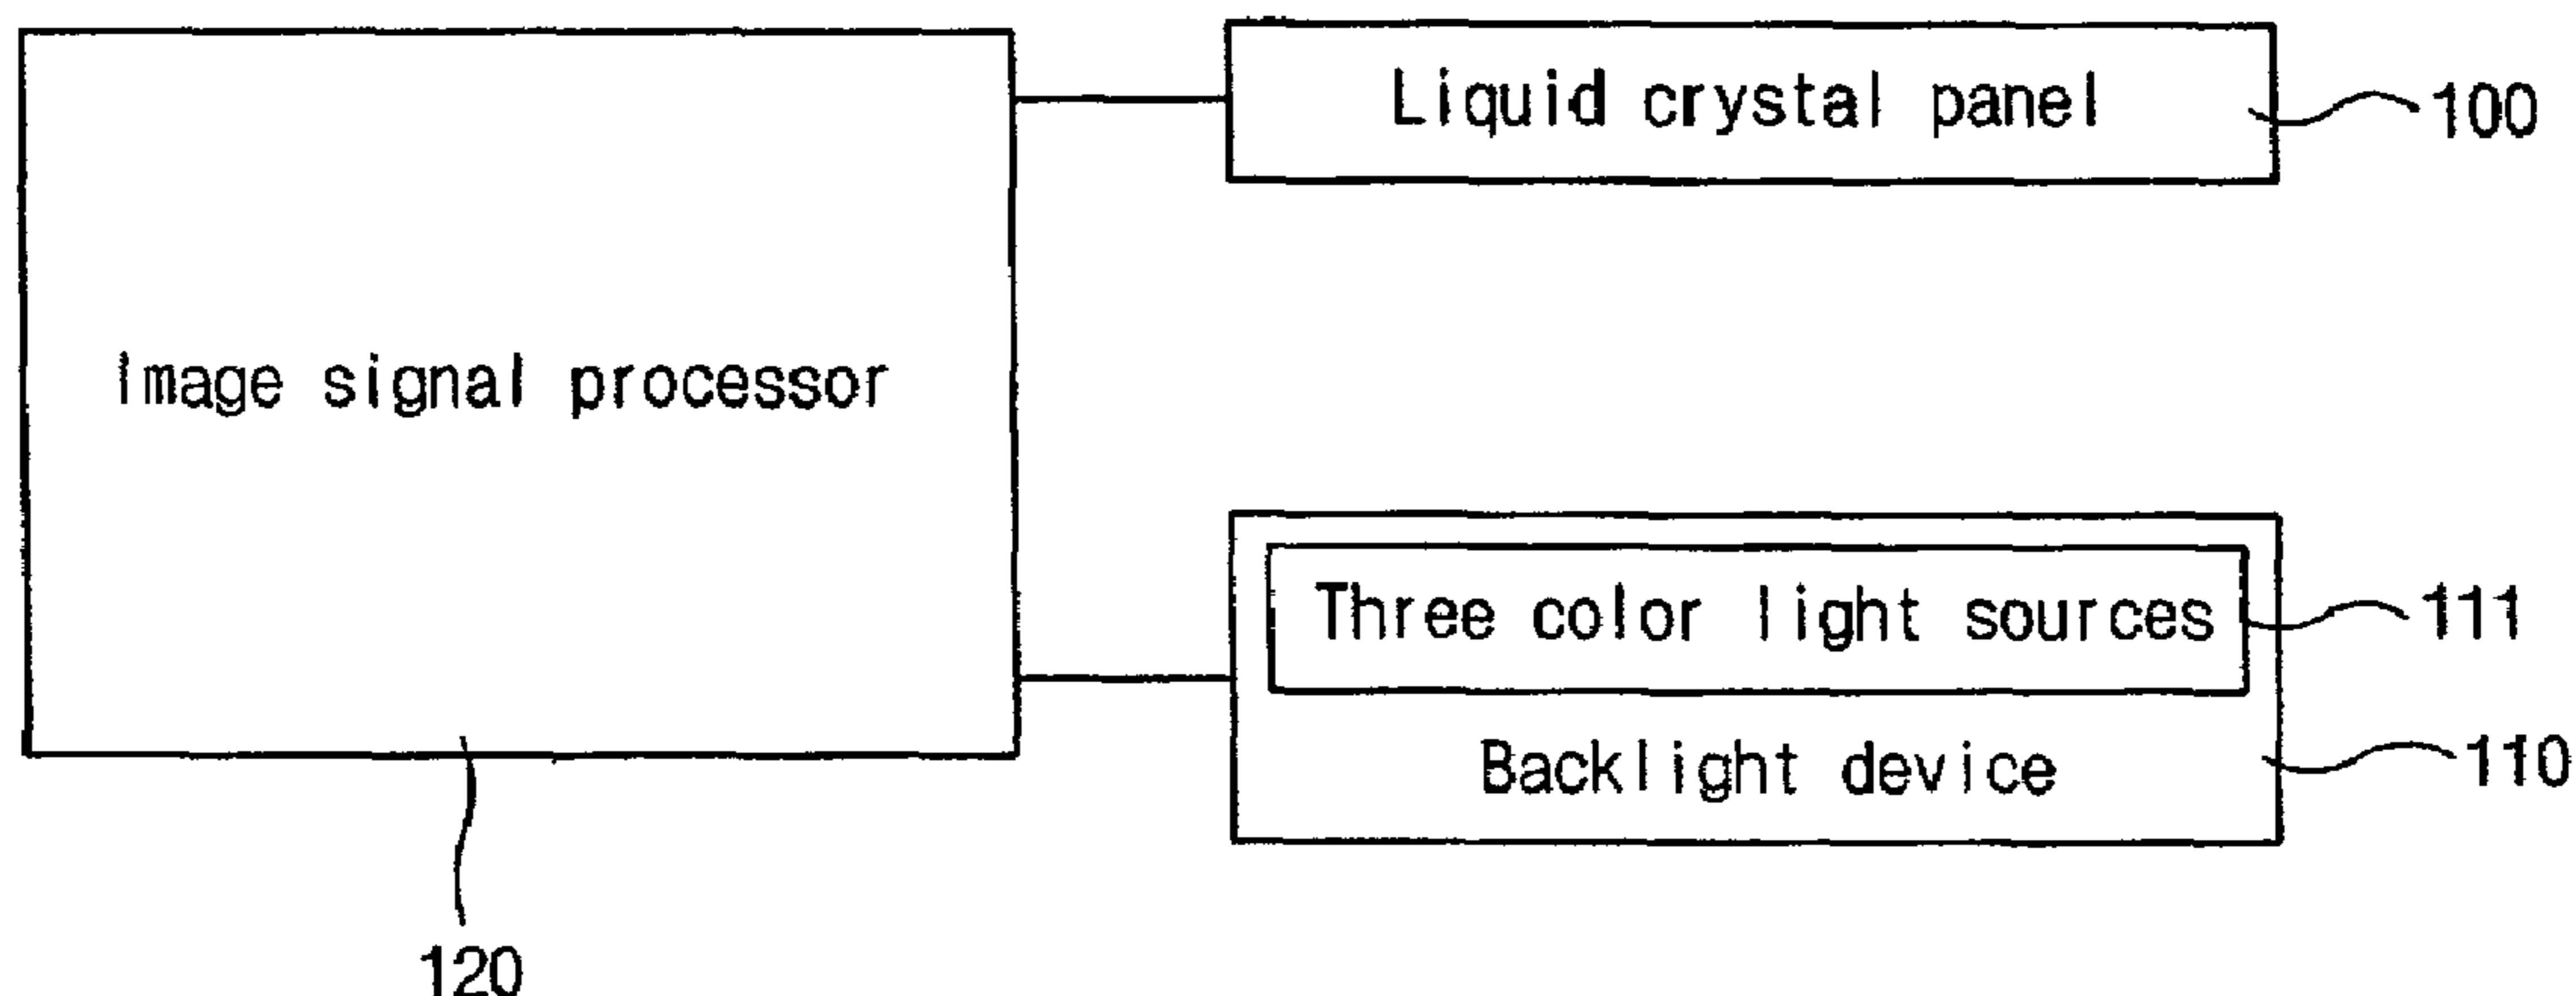 Liquid crystal panel
100
Image signal processor
Three color light sources
111
Backlight device
110
120